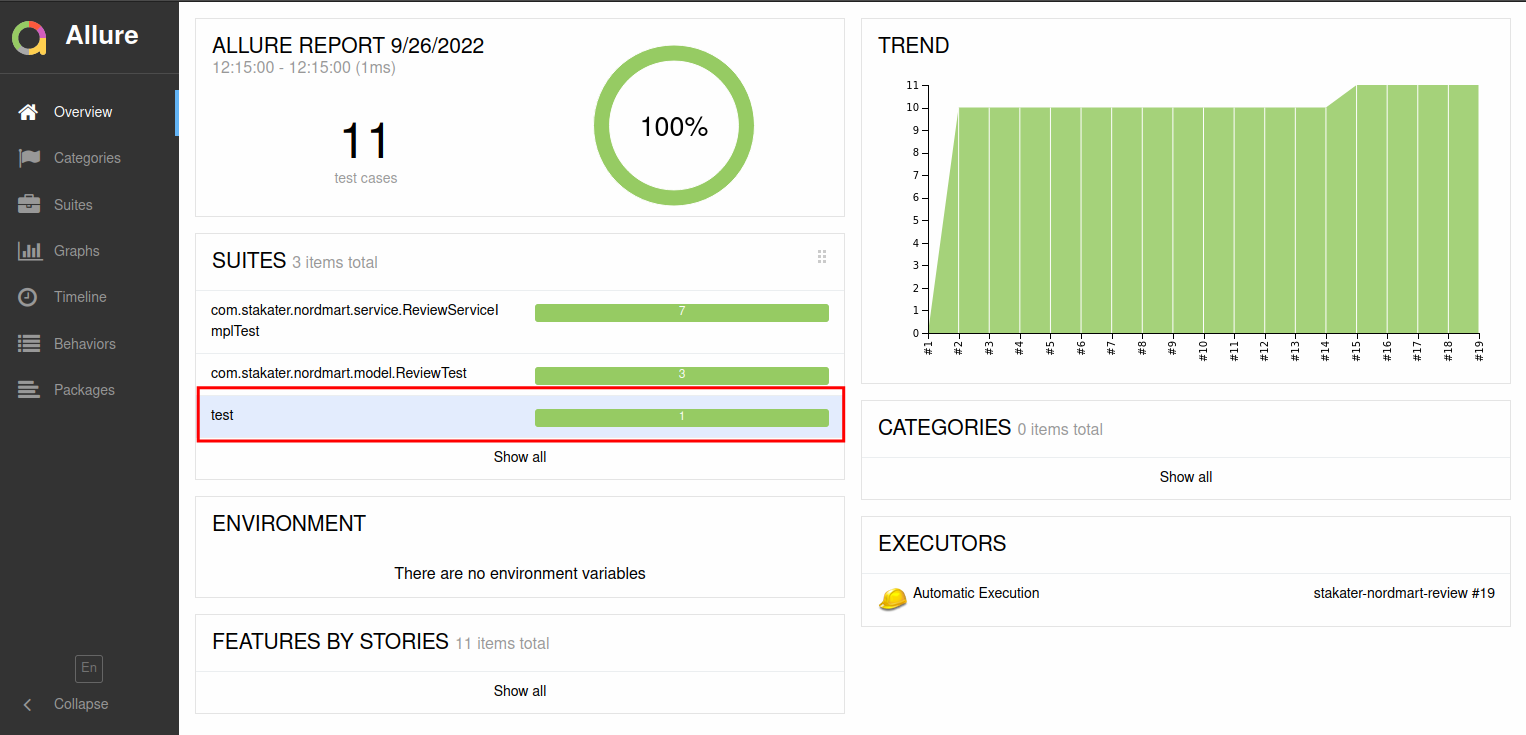 Allure
Overview
Categories
Suites
Graphs
Timeline
Behaviors
Packages
En
Collapse
ALLURE REPORT 9/26/2022
12:15:00 - 12:15:00 (1ms)
11
test cases
100%
SUITES 3 items total
com.stakater.nordmart.service.ReviewServiceI
mplTest
7
com.stakater.nordmart.model.ReviewTest
3
test
1
Show all
ENVIRONMENT
There are no environment variables
FEATURES BY STORIES 11 items total
Show all
TREND
11
10
9
8
7
6
5
4
3
2
1
0
#1
#2
#3
#4
#5
#6
#7
#8
#9
#10
#11
#12
#13
#14
#15
#16
#17
#18
#19
CATEGORIES 0 items total
Show all
EXECUTORS
Automatic Execution
stakater-nordmart-review #19